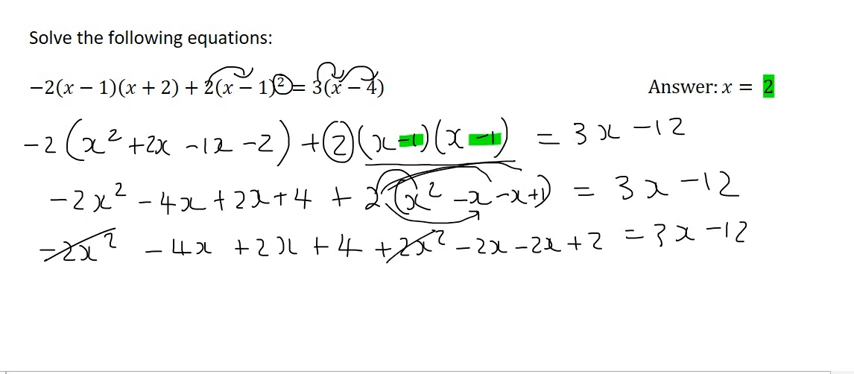 Solve the following equations:
−2(x − 1)(x + 2) + 2(x − 1)² = 3(x − 4) Answer: x = 2
-2(x² +2x -1x -2) + 2(x-1)(x-1) = 3x -12
-2x² - 4x + 2x + 4 + 2(x² -x -x +1) = 3x -12
-2x² - 4x + 2x + 4 + 2x² - 2x - 2x + 2 = 3x -12